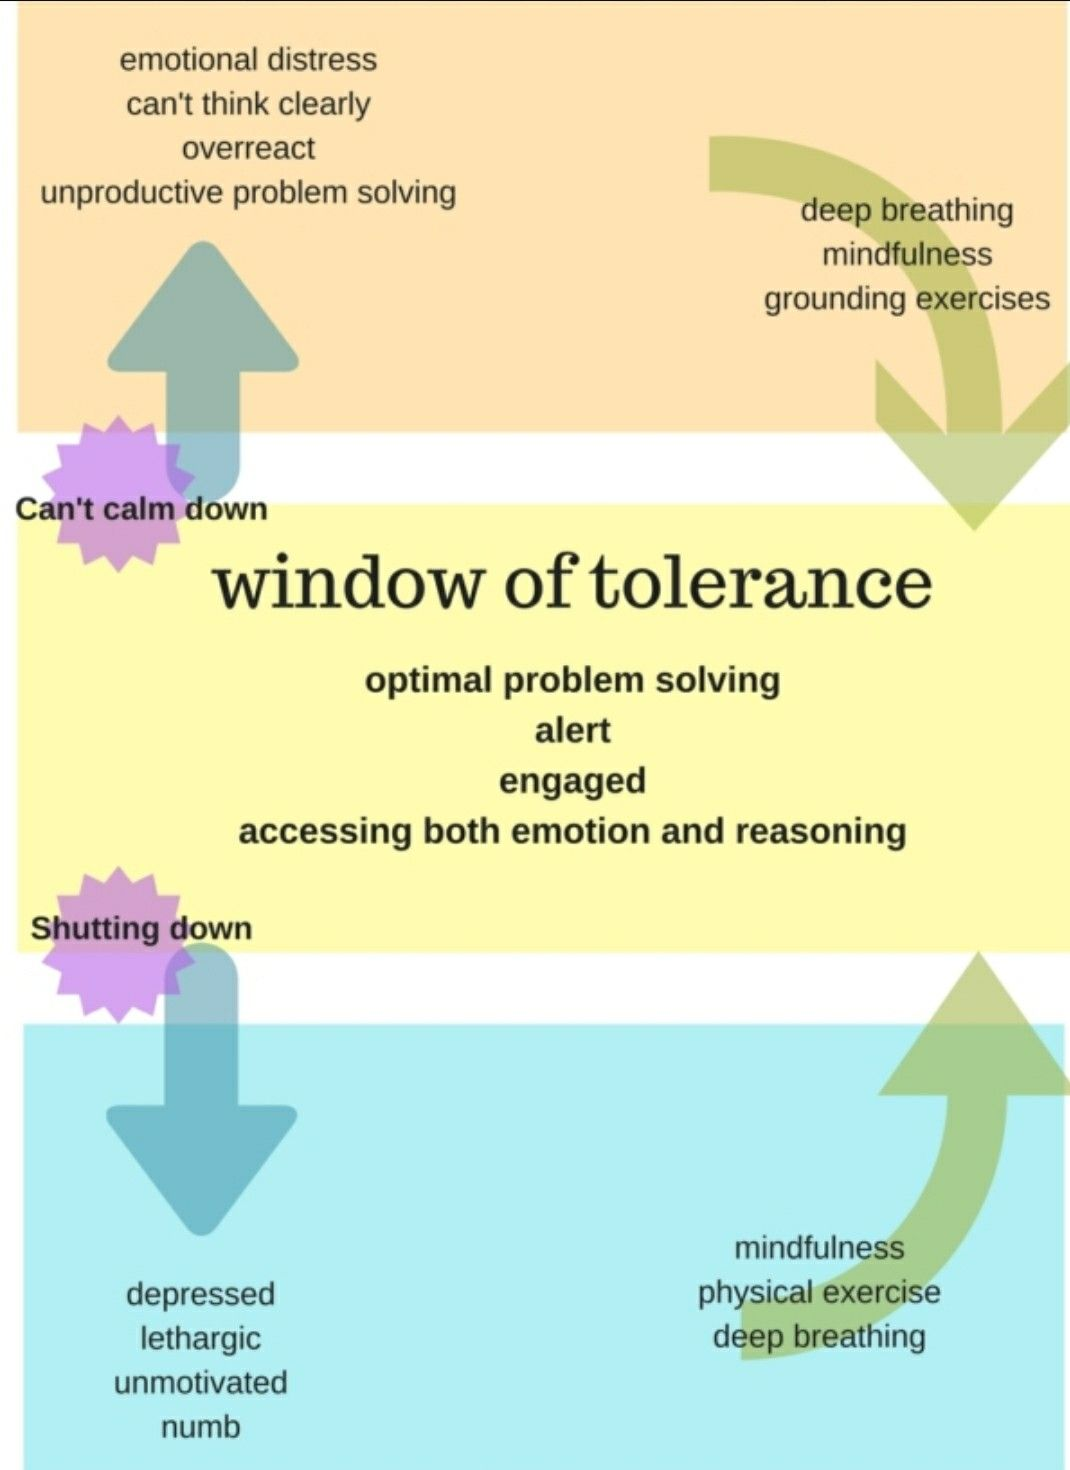 emotional distress
can't think clearly
overreact
unproductive problem solving
deep breathing
mindfulness
grounding exercises
Can't calm down
window of tolerance
optimal problem solving
alert
engaged
accessing both emotion and reasoning
Shutting down
depressed
lethargic
unmotivated
numb
mindfulness
physical exercise
deep breathing